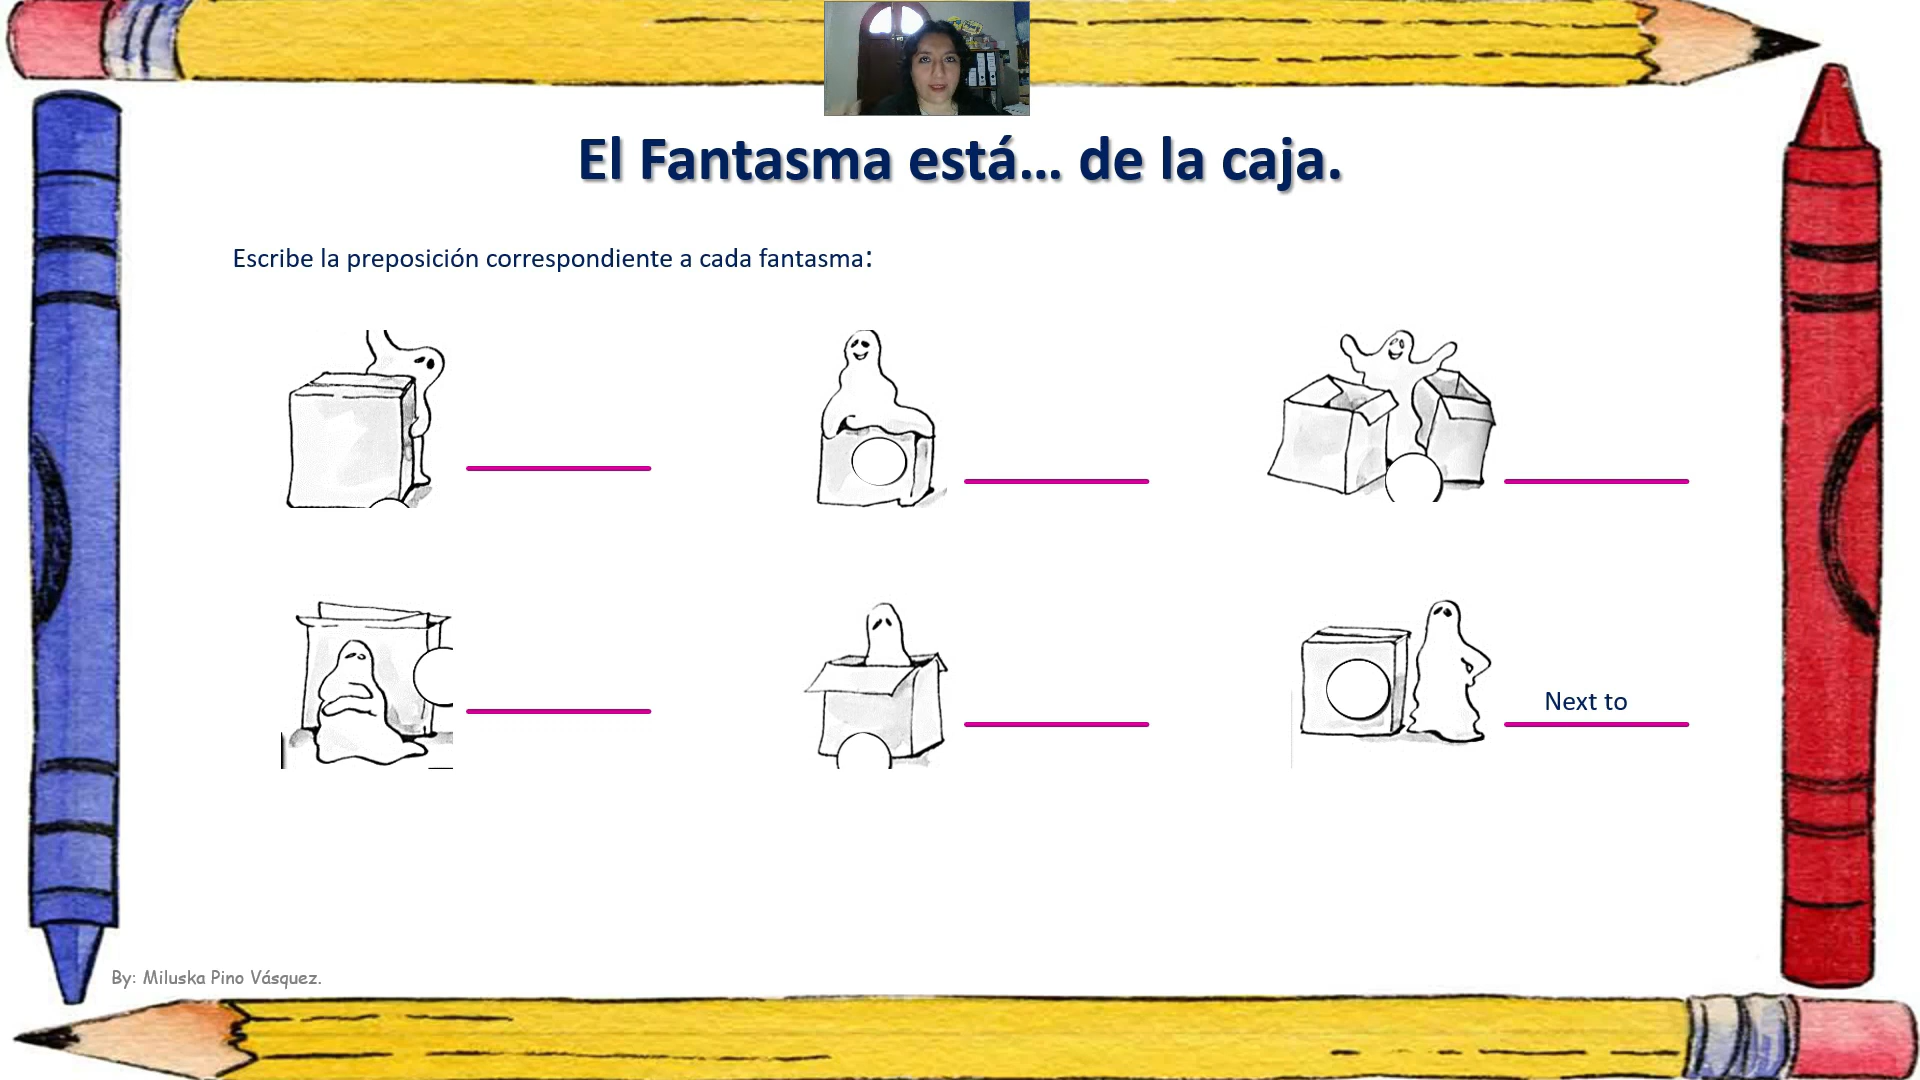 El Fantasma está... de la caja.
Escribe la preposición correspondiente a cada fantasma:
Next to
By: Miluska Pino Vásquez.